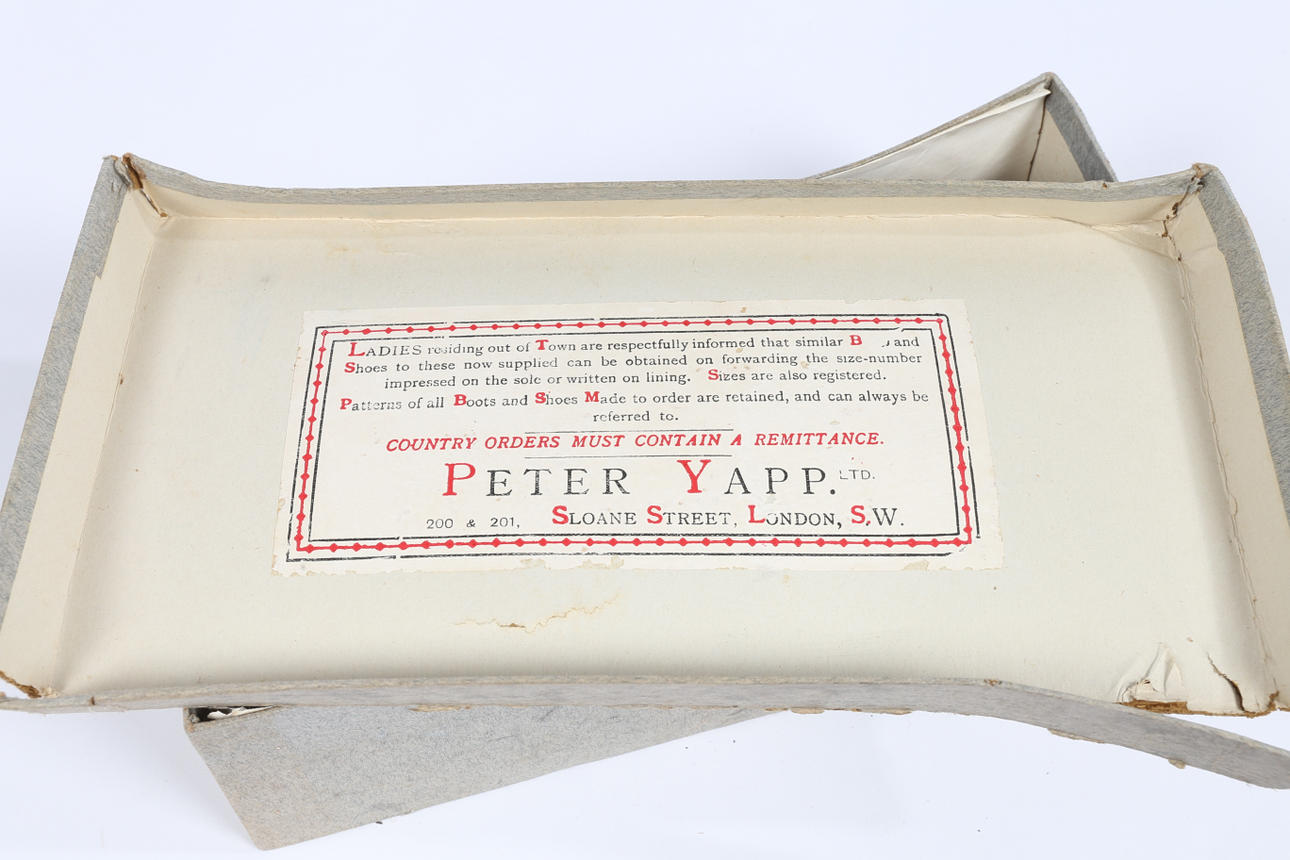 LADIES residing out of Town are respectfully informed that similar B and
Shoes to these now supplied can be obtained on forwarding the size-number
impressed on the sole or written on lining. Sizes are also registered.
Patterns of all Boots and Shoes Made to order are retained, and can always be
referred to.
COUNTRY ORDERS MUST CONTAIN A REMITTANCE.
PETER YAPP. LTD.
200 & 201, SLOANE STREET, LONDON, S.W.